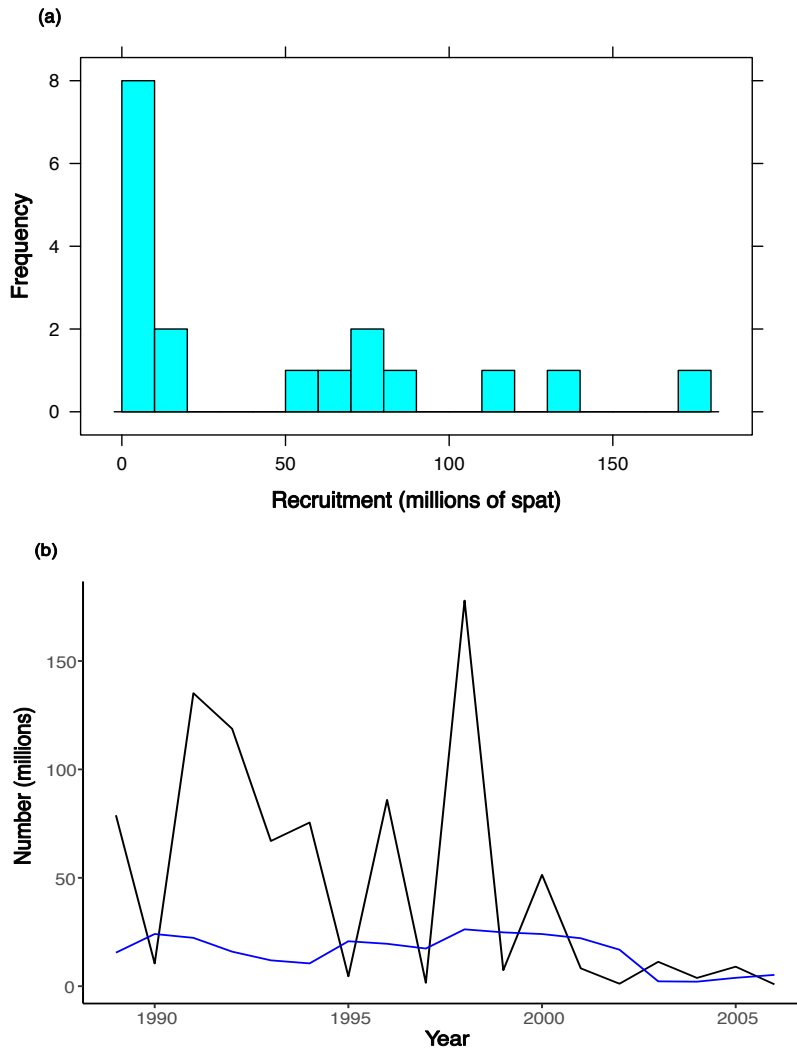 (a)
8
6
4
2
0
Frequency
0 50 100 150
Recruitment (millions of spat)
(b)
150
100
50
0
Number (millions)
1990 1995 2000 2005
Year